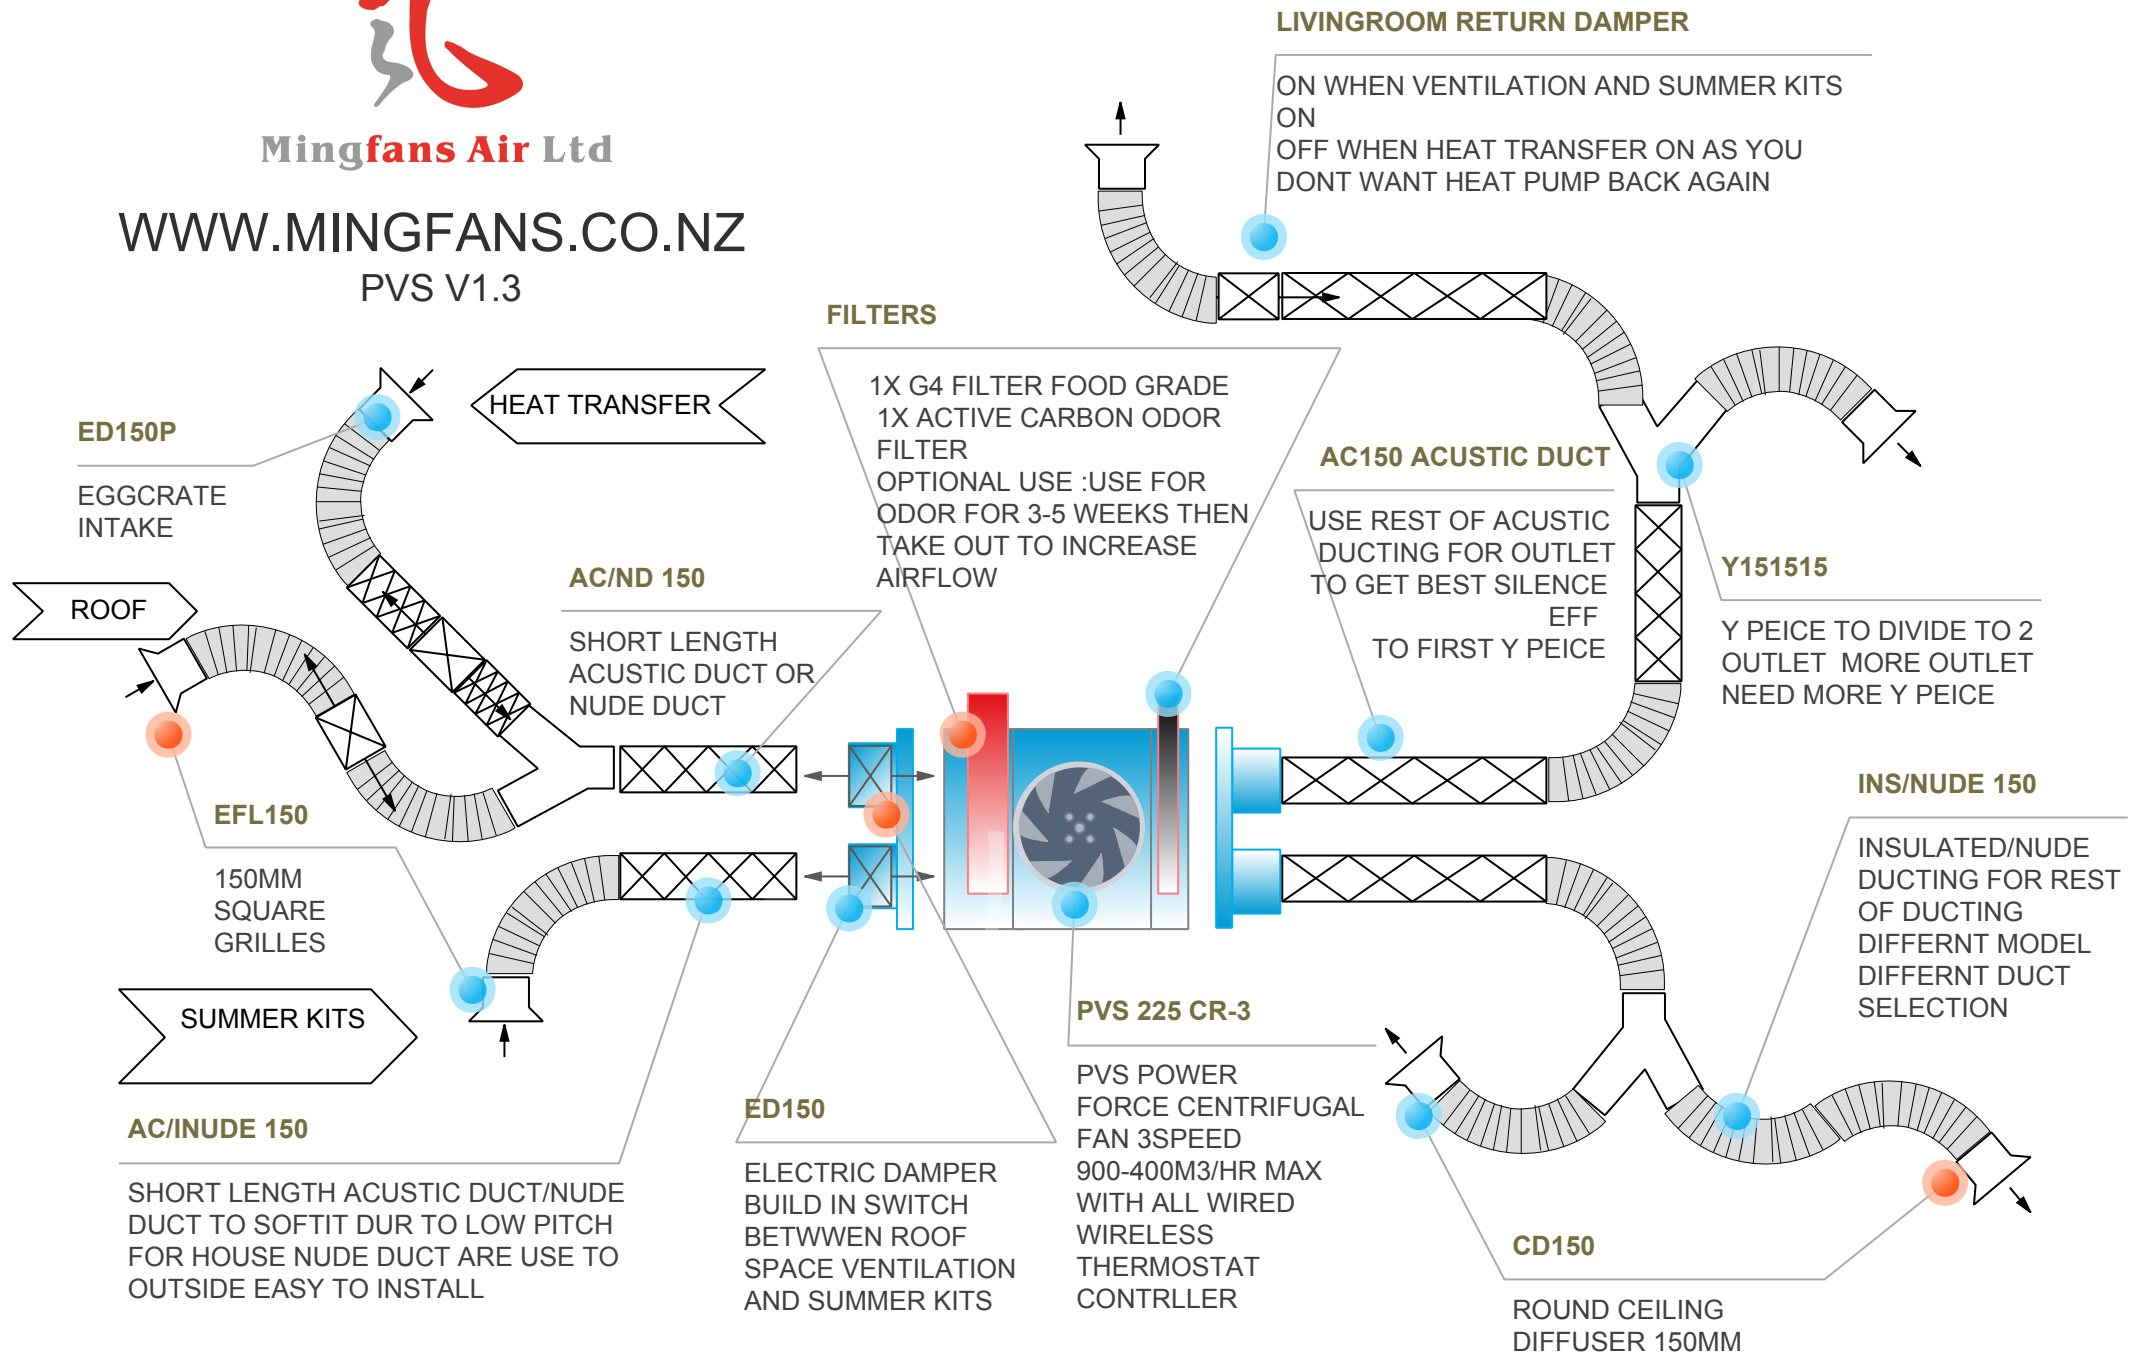 Mingfans Air Ltd
WWW.MINGFANS.CO.NZ
PVS V1.3
LIVINGROOM RETURN DAMPER
ON WHEN VENTILATION AND SUMMER KITS
ON
OFF WHEN HEAT TRANSFER ON AS YOU
DONT WANT HEAT PUMP BACK AGAIN
FILTERS
1X G4 FILTER FOOD GRADE
1X ACTIVE CARBON ODOR
FILTER
OPTIONAL USE :USE FOR
ODOR FOR 3-5 WEEKS THEN
TAKE OUT TO INCREASE
AIRFLOW
HEAT TRANSFER
ED150P
EGGCRATE
INTAKE
ROOF
AC/ND 150
SHORT LENGTH
ACUSTIC DUCT OR
NUDE DUCT
AC150 ACUSTIC DUCT
USE REST OF ACUSTIC
DUCTING FOR OUTLET
TO GET BEST SILENCE
EFF
TO FIRST Y PEICE
Y151515
Y PEICE TO DIVIDE TO 2
OUTLET MORE OUTLET
NEED MORE Y PEICE
EFL150
150MM
SQUARE
GRILLES
INS/NUDE 150
INSULATED/NUDE
DUCTING FOR REST
OF DUCTING
DIFFERNT MODEL
DIFFERNT DUCT
SELECTION
SUMMER KITS
AC/INUDE 150
SHORT LENGTH ACUSTIC DUCT/NUDE
DUCT TO SOFTIT DUR TO LOW PITCH
FOR HOUSE NUDE DUCT ARE USE TO
OUTSIDE EASY TO INSTALL
ED150
ELECTRIC DAMPER
BUILD IN SWITCH
BETWWEN ROOF
SPACE VENTILATION
AND SUMMER KITS
PVS 225 CR-3
PVS POWER
FORCE CENTRIFUGAL
FAN 3SPEED
900-400M3/HR MAX
WITH ALL WIRED
WIRELESS
THERMOSTAT
CONTRLLER
CD150
ROUND CEILING
DIFFUSER 150MM